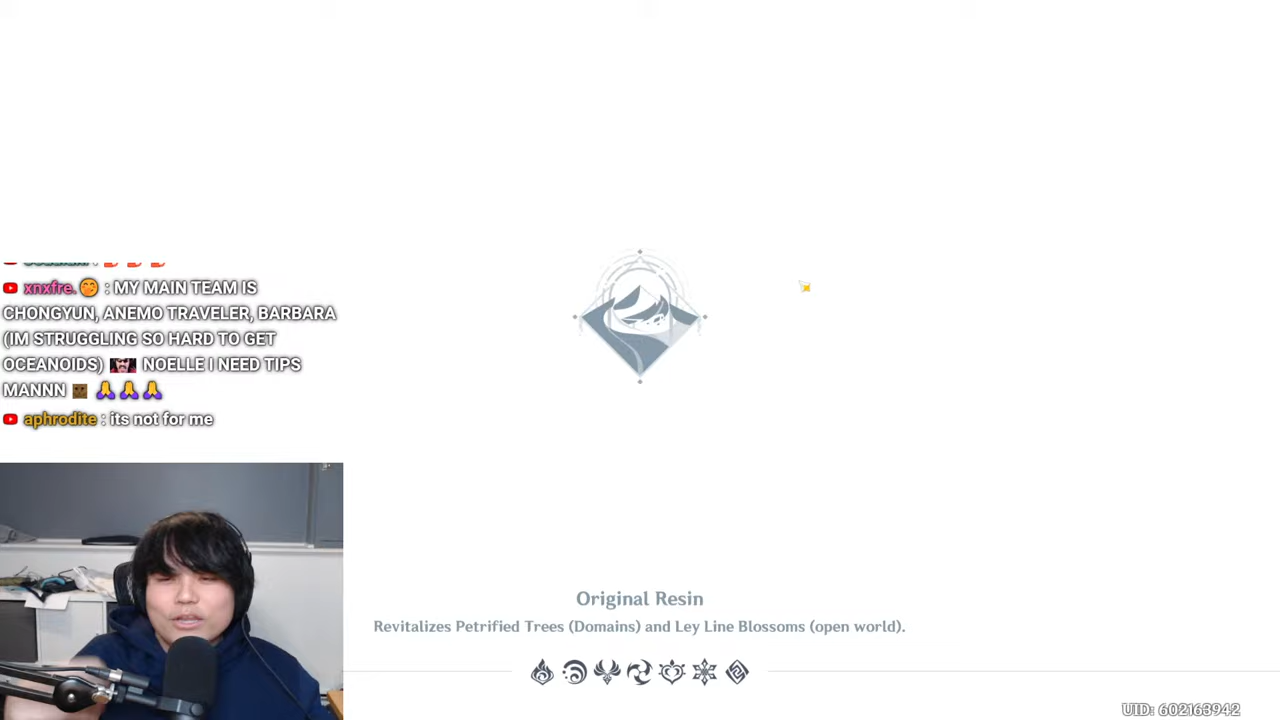 xnxfre. : MY MAIN TEAM IS
CHONGYUN, ANEMO TRAVELER, BARBARA
(IM STRUGGLING SO HARD TO GET
OCEANOIDS) NOELLE I NEED TIPS
MANNN
aphrodite : its not for me
Original Resin
Revitalizes Petrified Trees (Domains) and Ley Line Blossoms (open world).
UID: 602163942